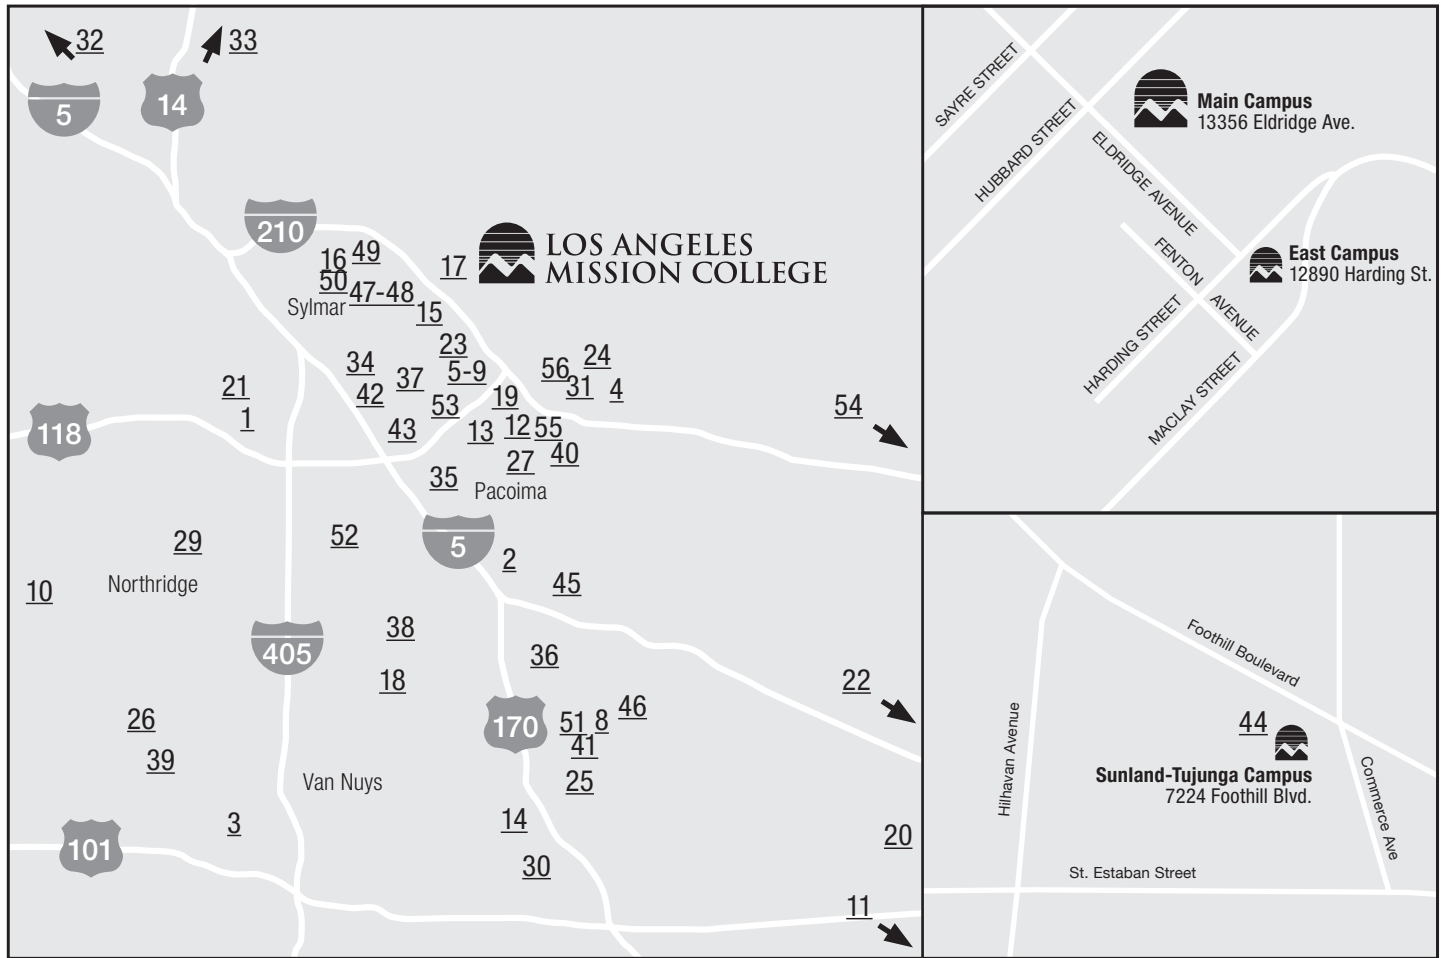 32
33
5
14
210
16
49
50
47-48
Sylmar
15
17
LOS ANGELES
MISSION COLLEGE
23
5-9
34
37
42
53
43
19
56
24
31
4
21
1
118
13
12
55
40
27
35
Pacoima
54
29
52
5
2
45
10
Northridge
405
38
18
36
22
26
39
170
51
8
46
41
25
Van Nuys
3
14
30
20
101
11
SAYRE STREET
HUBBARD STREET
Main Campus
13356 Eldridge Ave.
ELDRIDGE AVENUE
FENTON AVENUE
East Campus
12890 Harding St.
HARDING STREET
MACLAY STREET
Foothill Boulevard
Hilhavan Avenue
44
Sunland-Tujunga Campus
7224 Foothill Blvd.
Commerce Ave
St. Estaban Street